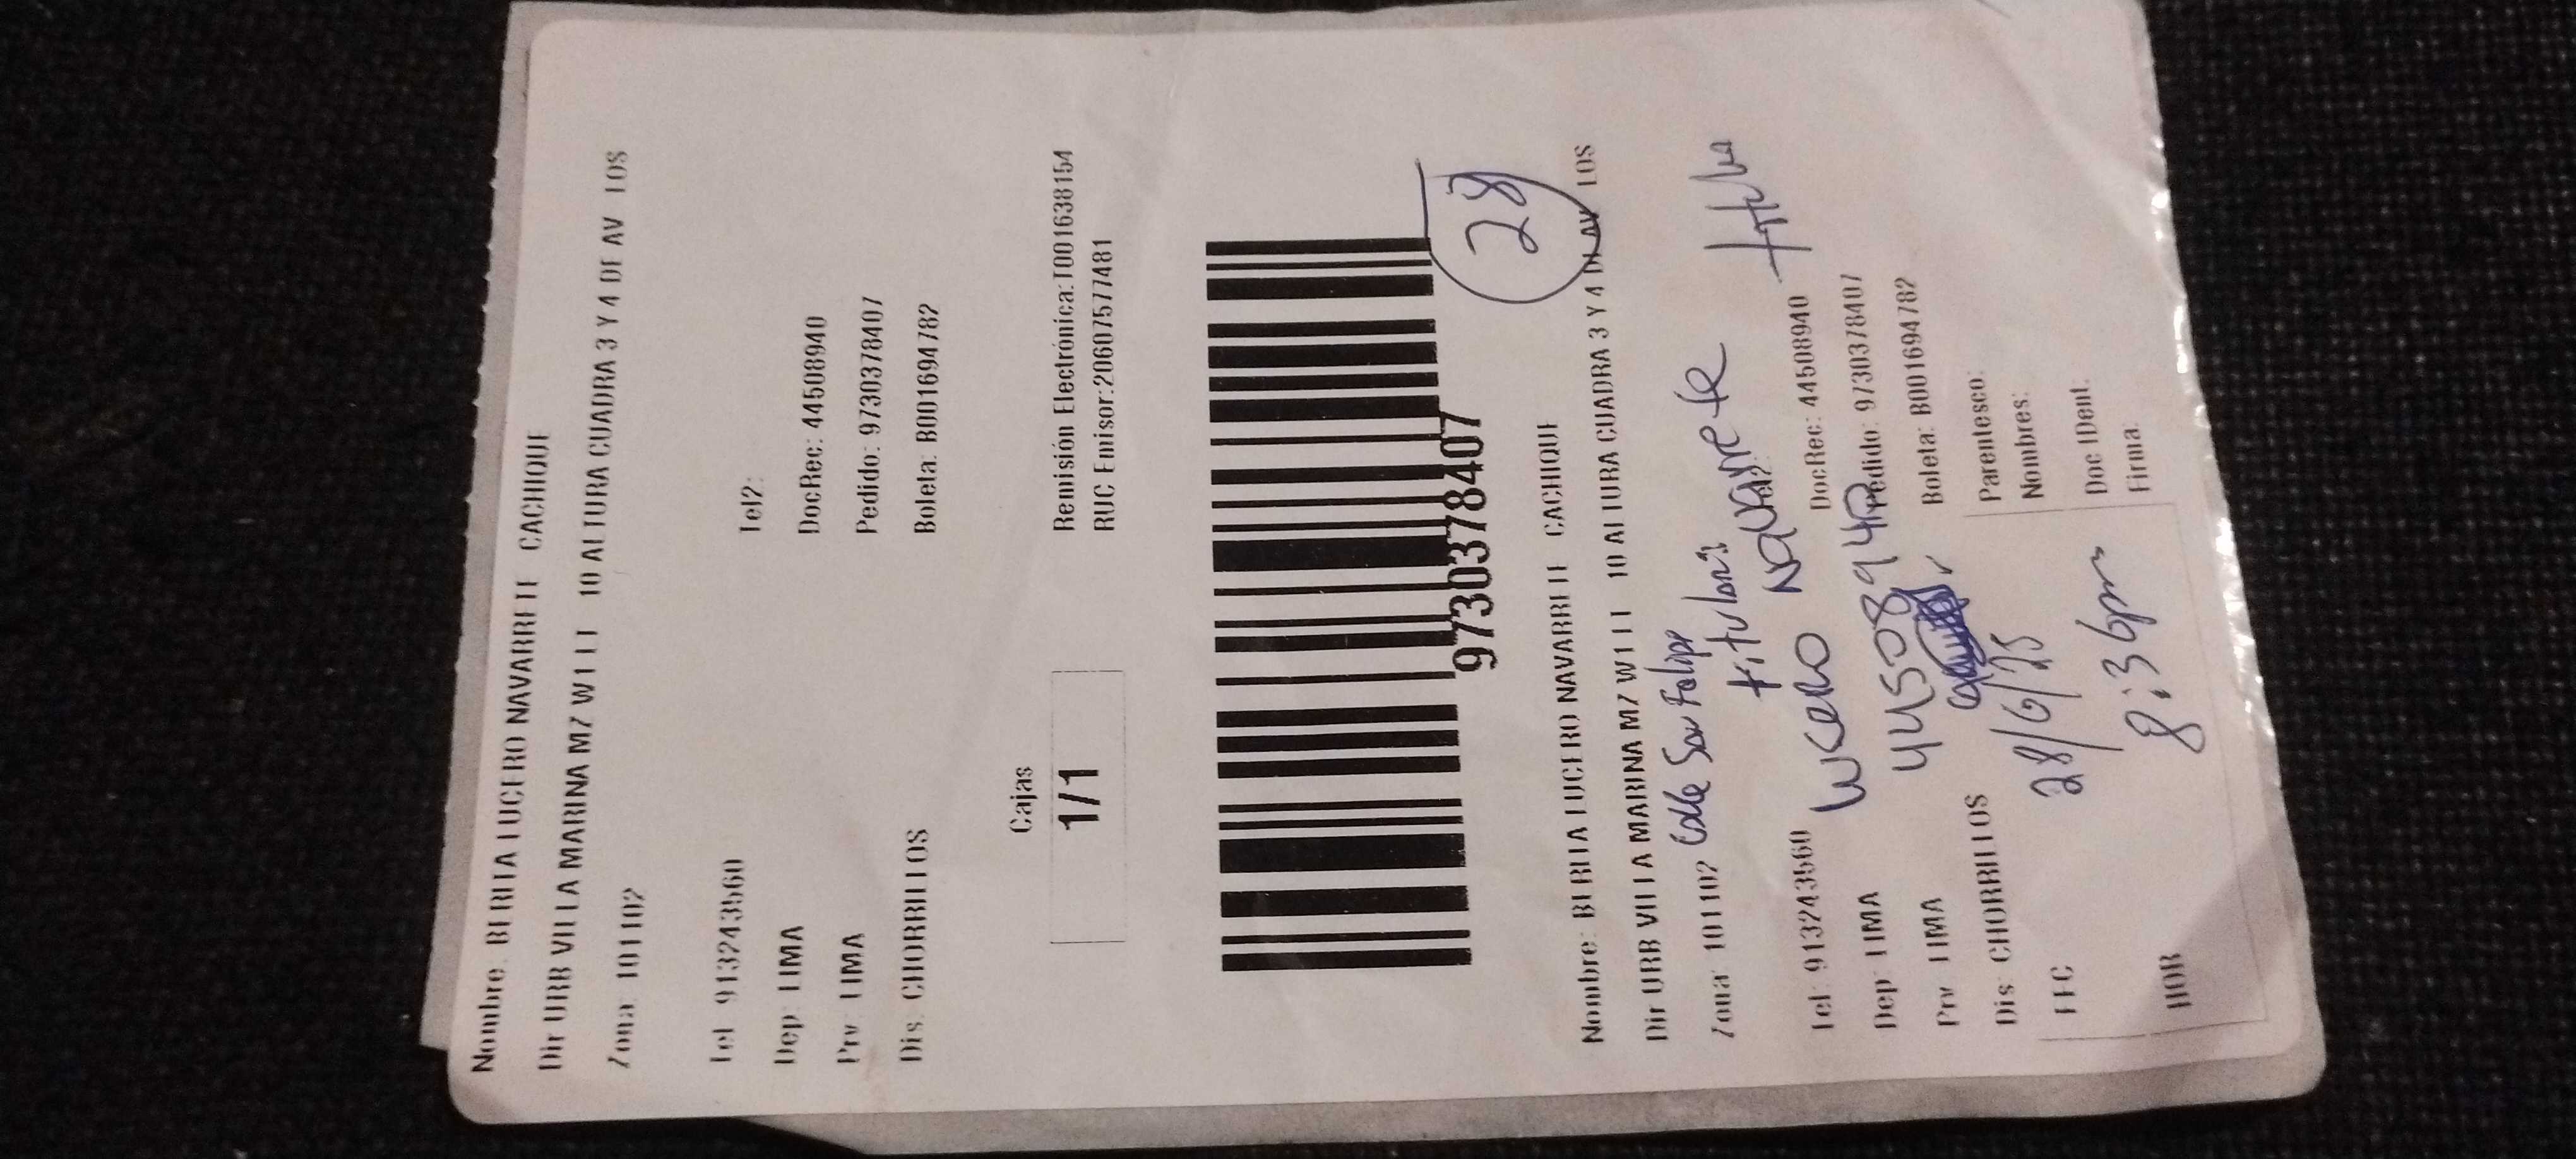 Nombre: BERTA LUCERO NAVARRETE CACHIQUE
Dir URB VILLA MARINA MZ W1 LT 10 ALTURA CUADRA 3 Y 4 DE AV LOS
Zona: 101102
Tel: 913243560 Tel2:
Dep: LIMA DocRec: 44508940
Prv: LIMA Pedido: 9730378407
Dis: CHORRILLOS Boleta: B001694782
Cajas
1/1
Remisión Electrónica: T001638154
RUC Emisor: 20607577481
9730378407
28
Nombre: BERTA LUCERO NAVARRETE CACHIQUE
Dir URB VILLA MARINA MZ W1 LT 10 ALTURA CUADRA 3 Y 4 DE AV LOS
Zona: 101102 Calle San Felipe
titular
Lucero Navarrete
Tel: 913243560
Dep: LIMA DocRec: 44508940
44508940
Prv: LIMA Pedido: 9730378407
Dis: CHORRILLOS Boleta: B001694782
FEC 28/6/25 Parentesco:
Nombres:
HOR 8:36pm Doc IDent:
Firma: